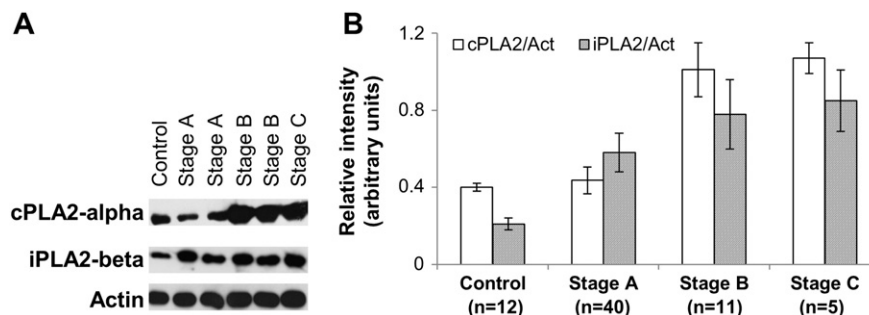 A
Control
Stage A
Stage A
Stage B
Stage B
Stage C
cPLA2-alpha
iPLA2-beta
Actin
B
Relative intensity
(arbitrary units)
1.2
0.8
0.4
0
cPLA2/Act iPLA2/Act
Control Stage A Stage B Stage C
(n=12) (n=40) (n=11) (n=5)